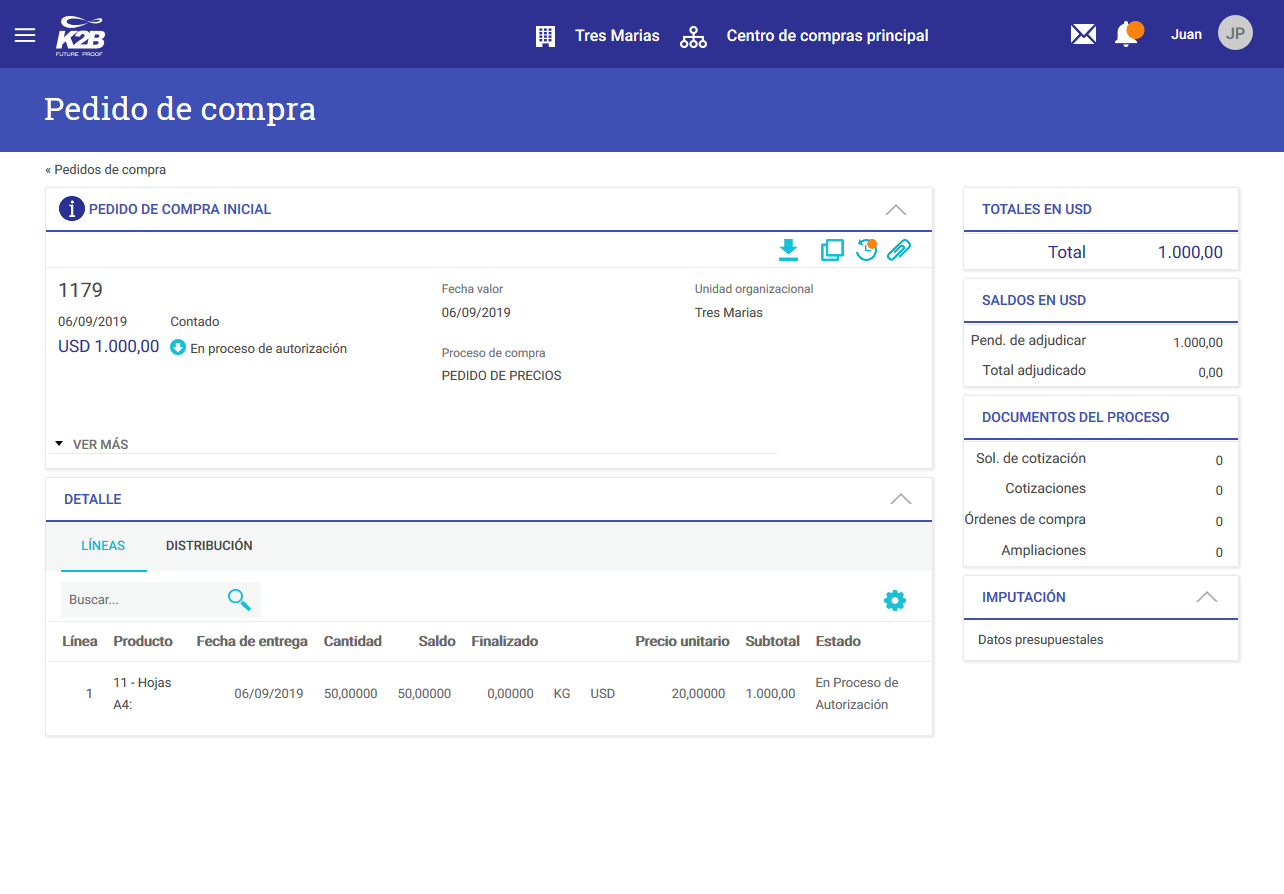 K2B
FUTURE PROOF
Tres Marias
Centro de compras principal
Juan
JP
Pedido de compra
« Pedidos de compra
PEDIDO DE COMPRA INICIAL
1179
06/09/2019 Contado
USD 1.000,00 En proceso de autorización
Fecha valor
06/09/2019
Proceso de compra
PEDIDO DE PRECIOS
Unidad organizacional
Tres Marias
VER MÁS
DETALLE
LÍNEAS DISTRIBUCIÓN
Buscar...
Línea Producto Fecha de entrega Cantidad Saldo Finalizado Precio unitario Subtotal Estado
1 11 - Hojas A4: 06/09/2019 50,00000 50,00000 0,00000 KG USD 20,00000 1.000,00 En Proceso de Autorización
TOTALES EN USD
Total 1.000,00
SALDOS EN USD
Pend. de adjudicar 1.000,00
Total adjudicado 0,00
DOCUMENTOS DEL PROCESO
Sol. de cotización 0
Cotizaciones 0
Órdenes de compra 0
Ampliaciones 0
IMPUTACIÓN
Datos presupuestales